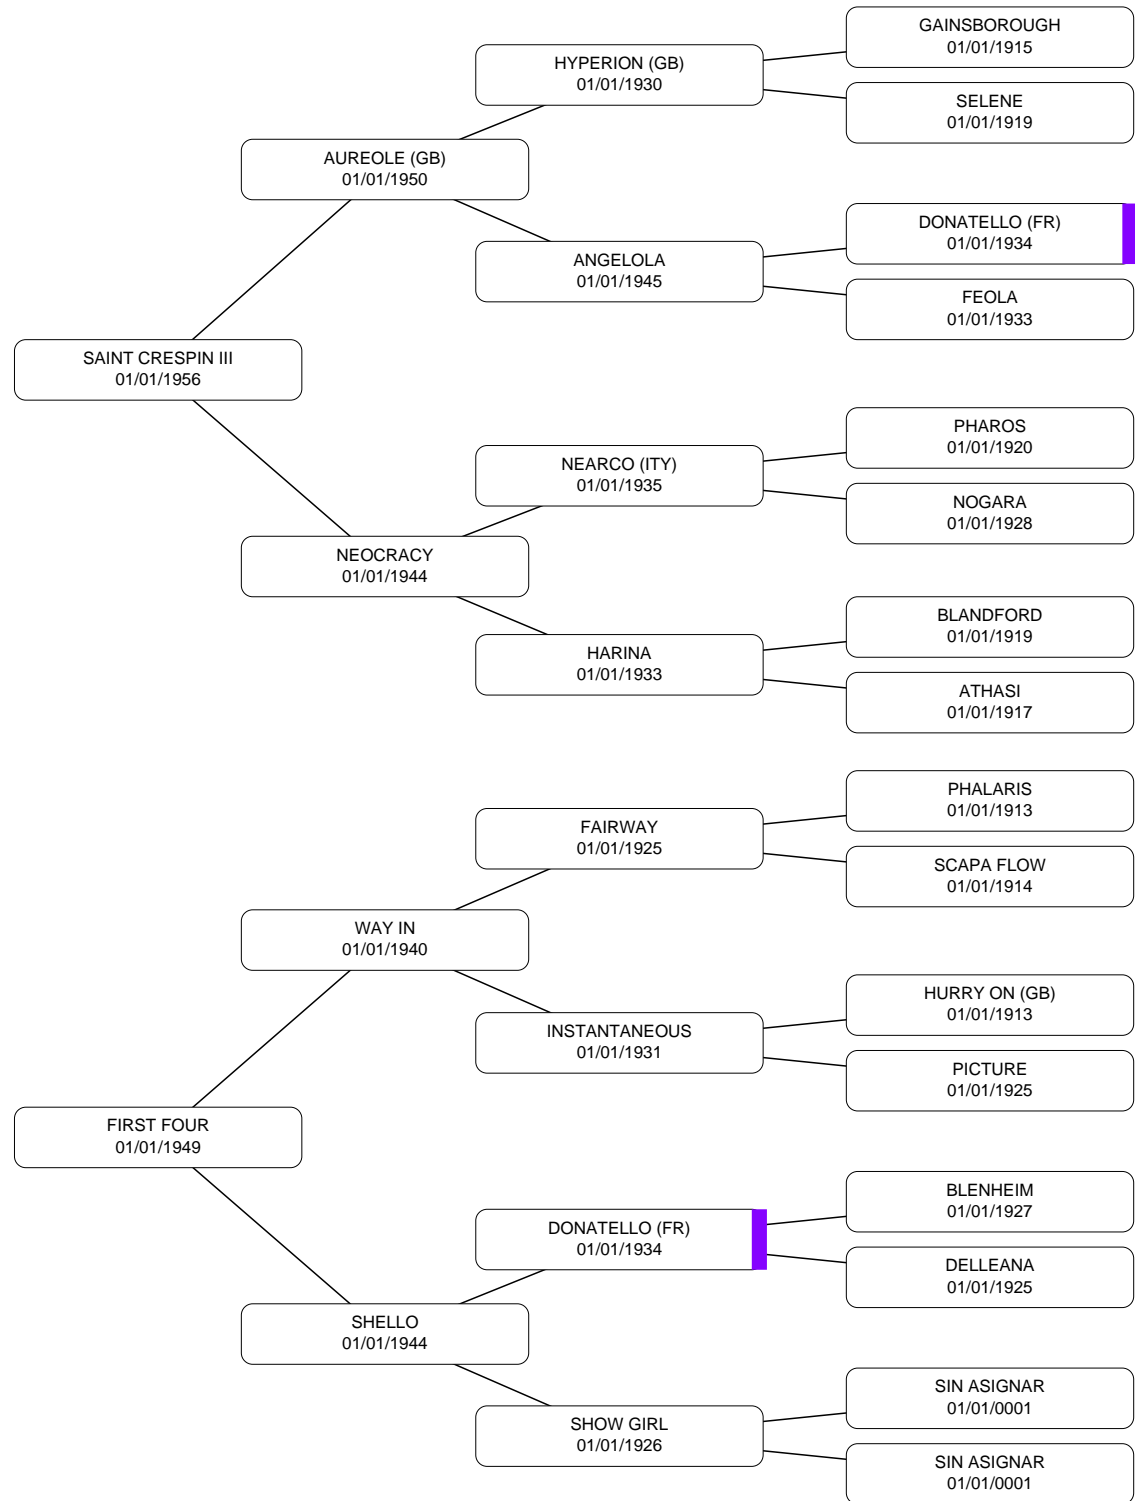 GAINSBOROUGH
01/01/1915
HYPERION (GB)
01/01/1930
SELENE
01/01/1919
AUREOLE (GB)
01/01/1950
DONATELLO (FR)
01/01/1934
ANGELOLA
01/01/1945
FEOLA
01/01/1933
SAINT CRESPIN III
01/01/1956
PHAROS
01/01/1920
NEARCO (ITY)
01/01/1935
NOGARA
01/01/1928
NEOCRACY
01/01/1944
BLANDFORD
01/01/1919
HARINA
01/01/1933
ATHASI
01/01/1917
PHALARIS
01/01/1913
FAIRWAY
01/01/1925
SCAPA FLOW
01/01/1914
WAY IN
01/01/1940
HURRY ON (GB)
01/01/1913
INSTANTANEOUS
01/01/1931
PICTURE
01/01/1925
FIRST FOUR
01/01/1949
BLENHEIM
01/01/1927
DONATELLO (FR)
01/01/1934
DELLEANA
01/01/1925
SHELLO
01/01/1944
SIN ASIGNAR
01/01/0001
SHOW GIRL
01/01/1926
SIN ASIGNAR
01/01/0001